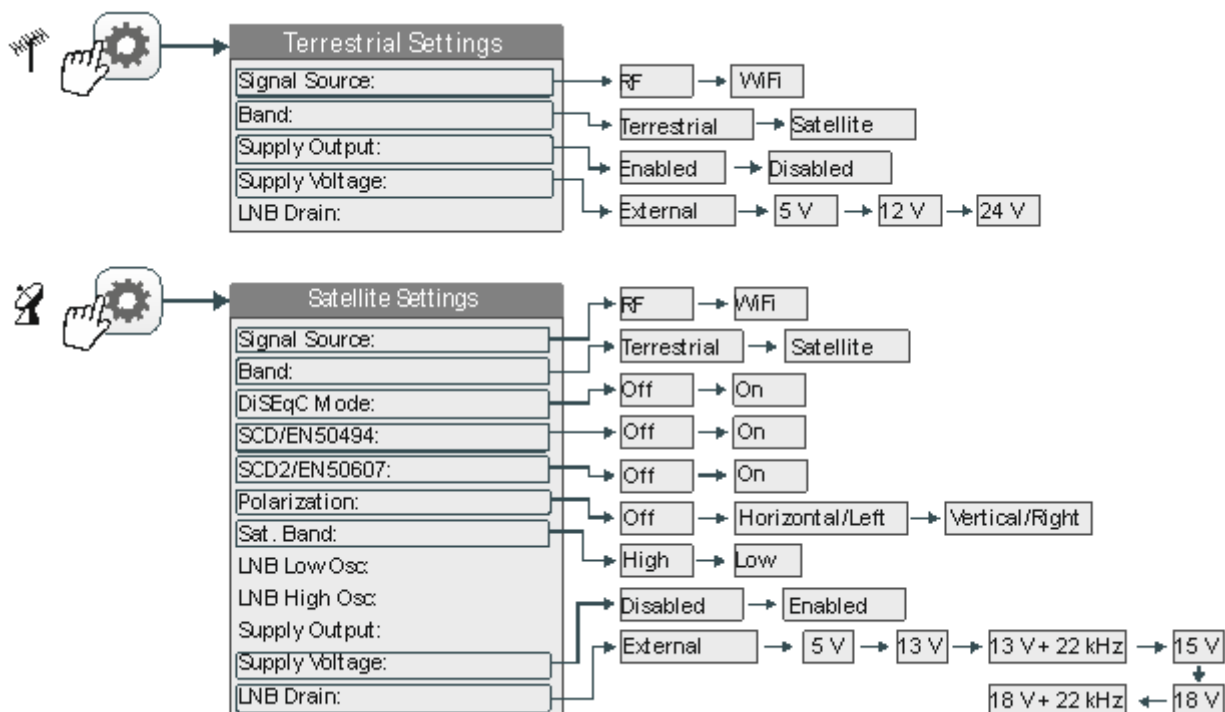 Terrestrial Settings
Signal Source: RF WiFi
Band: Terrestrial Satellite
Supply Output: Enabled Disabled
Supply Voltage: External 5 V 12 V 24 V
LNB Drain:
Satellite Settings
Signal Source: RF WiFi
Band: Terrestrial Satellite
DiSEqC Mode: Off On
SCD/EN50494: Off On
SCD2/EN50607: Off On
Polarization: Off Horizontal/Left Vertical/Right
Sat. Band: High Low
LNB Low Osc:
LNB High Osc:
Supply Output:
Supply Voltage: Disabled Enabled
LNB Drain: External 5 V 13 V 13 V + 22 kHz 15 V
18 V + 22 kHz 18 V